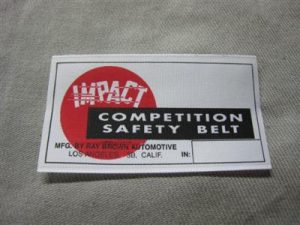 IMPACT
COMPETITION
SAFETY BELT
MFG. BY RAY BROWN AUTOMOTIVE
LOS ANGELES 30, CALIF. IN: